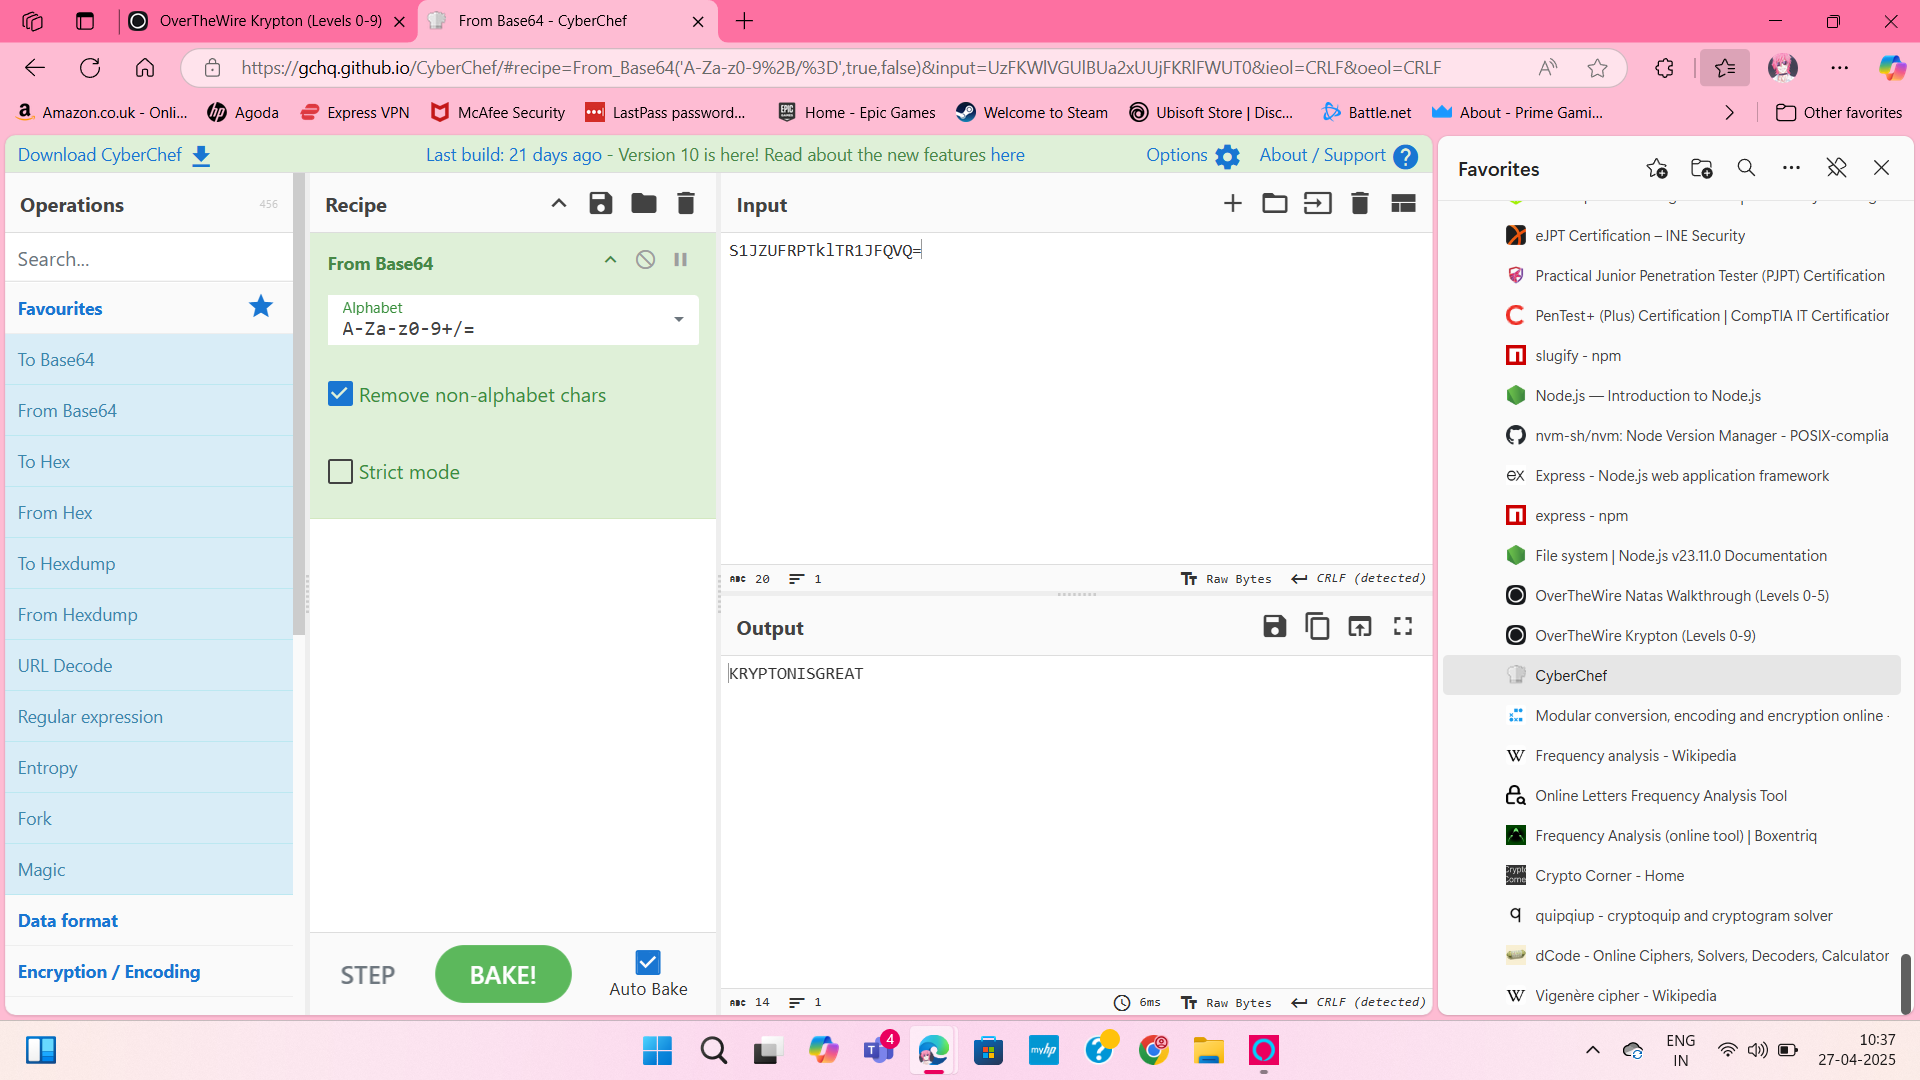 OverTheWire Krypton (Levels 0-9)
From Base64 - CyberChef
https://gchq.github.io/CyberChef/#recipe=From_Base64('A-Za-z0-9%2B/%3D',true,false)&input=UzFKWlVGUlBUa2xUUjFKRlFWUT0&ieol=CRLF&oeol=CRLF
Amazon.co.uk - Onli...
Agoda
Express VPN
McAfee Security
LastPass password...
Home - Epic Games
Welcome to Steam
Ubisoft Store | Disc...
Battle.net
About - Prime Gami...
Other favorites
Download CyberChef
Last build: 21 days ago - Version 10 is here! Read about the new features here
Options
About / Support
Operations
456
Search...
Favourites
To Base64
From Base64
To Hex
From Hex
To Hexdump
From Hexdump
URL Decode
Regular expression
Entropy
Fork
Magic
Data format
Encryption / Encoding
Recipe
From Base64
Alphabet
A-Za-z0-9+/=
Remove non-alphabet chars
Strict mode
STEP
BAKE!
Auto Bake
Input
S1JZUFRPTklTR1JFQVQ=
ABC 20 1
Raw Bytes
CRLF (detected)
Output
KRYPTONISGREAT
ABC 14 1
6ms
Raw Bytes
CRLF (detected)
Favorites
eJPT Certification – INE Security
Practical Junior Penetration Tester (PJPT) Certification
PenTest+ (Plus) Certification | CompTIA IT Certification
slugify - npm
Node.js — Introduction to Node.js
nvm-sh/nvm: Node Version Manager - POSIX-complia
ex Express - Node.js web application framework
express - npm
File system | Node.js v23.11.0 Documentation
OverTheWire Natas Walkthrough (Levels 0-5)
OverTheWire Krypton (Levels 0-9)
CyberChef
Modular conversion, encoding and encryption online -
W Frequency analysis - Wikipedia
Online Letters Frequency Analysis Tool
Frequency Analysis (online tool) | Boxentriq
Crypto Corner - Home
q quipqiup - cryptoquip and cryptogram solver
dCode - Online Ciphers, Solvers, Decoders, Calculator
W Vigenère cipher - Wikipedia
4
myhp
ENG
IN
10:37
27-04-2025